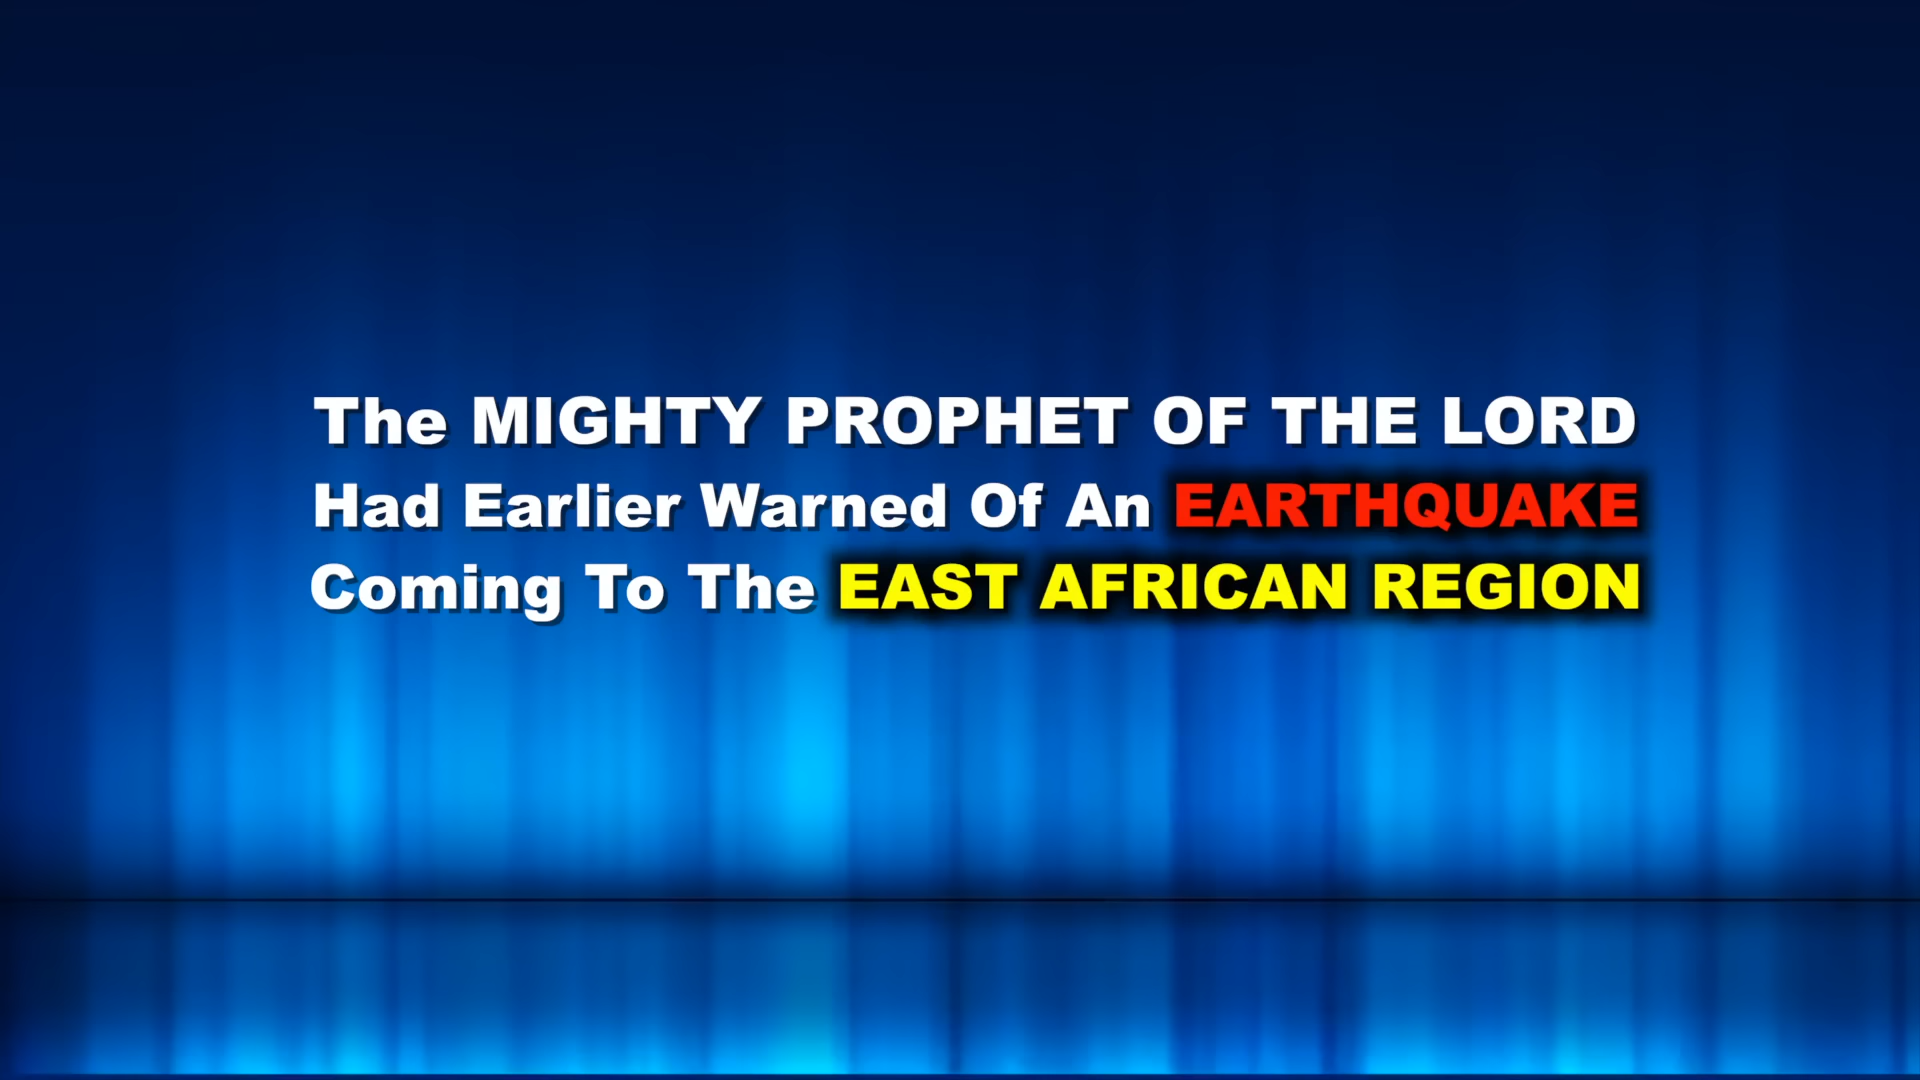 The MIGHTY PROPHET OF THE LORD
Had Earlier Warned Of An EARTHQUAKE
Coming To The EAST AFRICAN REGION